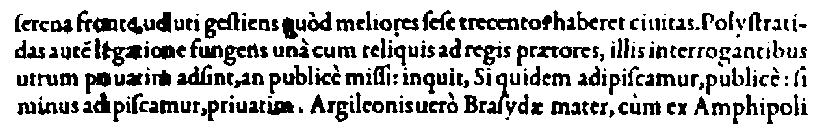 ſerena fronte, ueluti geſtiens quòd meliores ſeſe trecentos haberet ciuitas. Polyſtrati-
das autē legatione fungens unà cum reliquis ad regis prætores, illis interrogantibus
utrum priuatim adſint, an publicè miſsi: inquit, Si quidem adipiſcamur, publicè: ſi
minus adipiſcamur, priuatim. Argileonis uerò Braſydæ mater, cùm ex Amphipoli